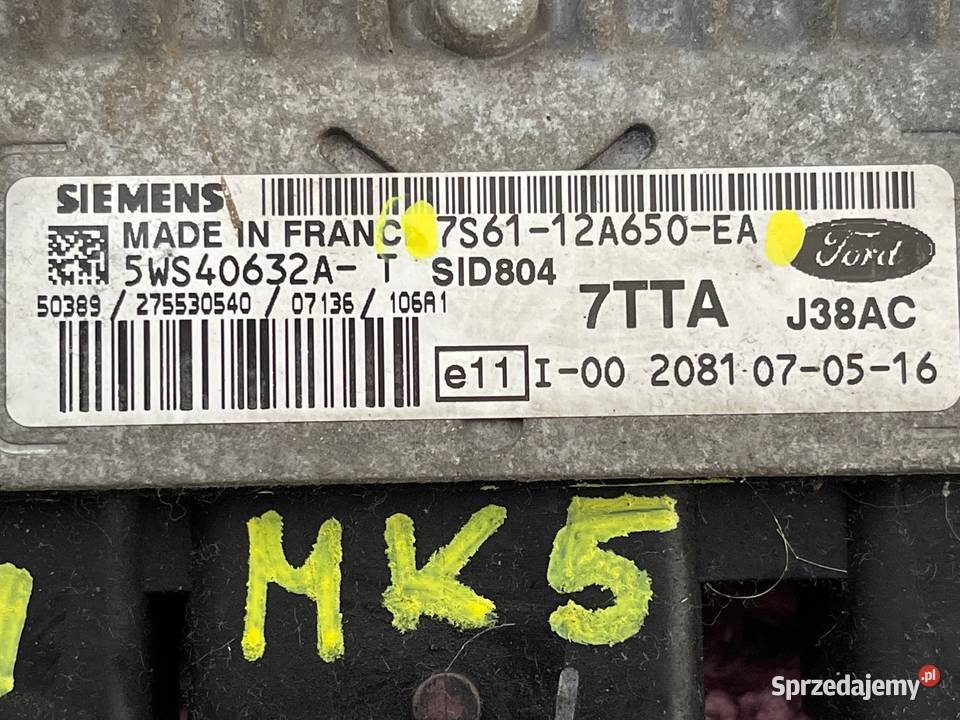 SIEMENS
MADE IN FRANC 7S61-12A650-EA
Ford
5WS40632A-T SID804
50389 / 275530540 / 07136 / 106A1
7TTA J38AC
e11 I-00 2081 07-05-16
MK5
Sprzedajemy.pl